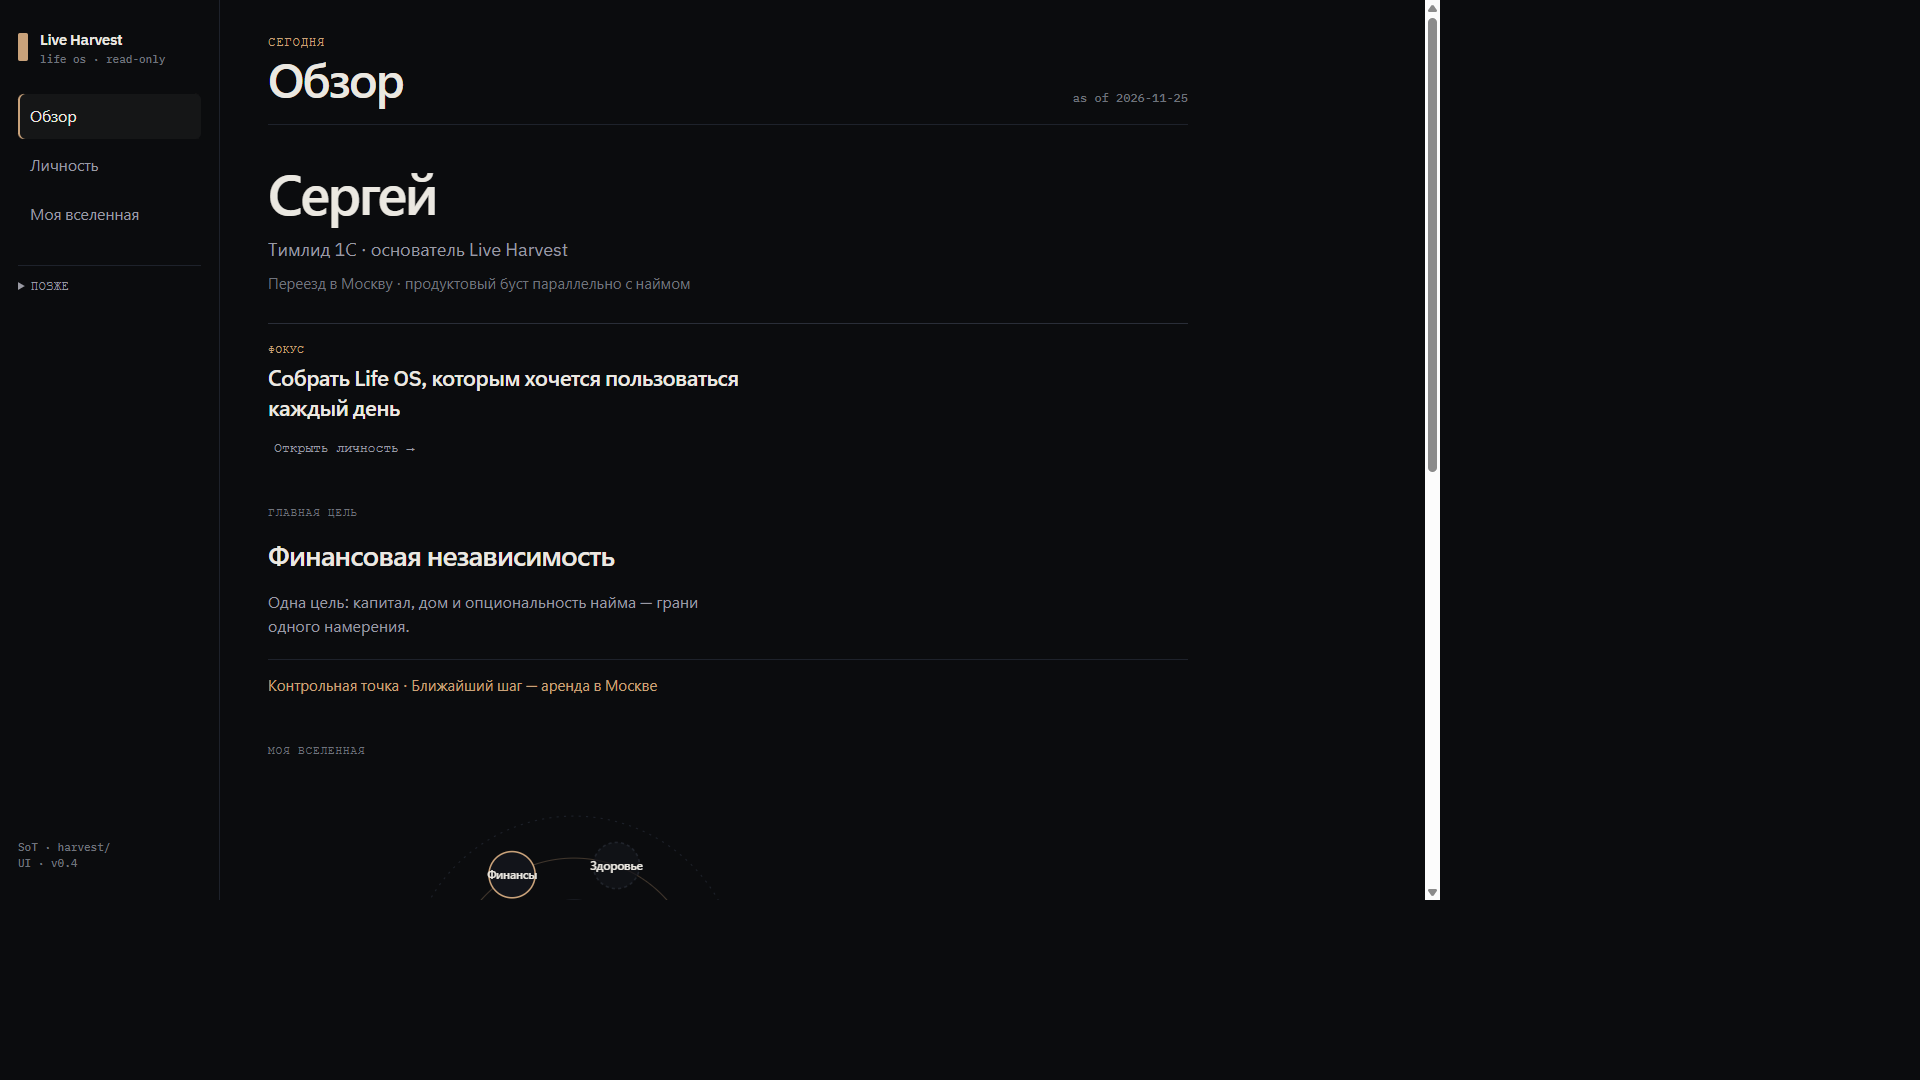 Live Harvest
life os · read-only
Обзор
Личность
Моя вселенная
ПОЗЖЕ
SoT · harvest/
UI · v0.4
СЕГОДНЯ
Обзор
as of 2026-11-25
Сергей
Тимлид 1С · основатель Live Harvest
Переезд в Москву · продуктовый буст параллельно с наймом
ФОКУС
Собрать Life OS, которым хочется пользоваться
каждый день
Открыть личность →
ГЛАВНАЯ ЦЕЛЬ
Финансовая независимость
Одна цель: капитал, дом и опциональность найма — грани
одного намерения.
Контрольная точка · Ближайший шаг — аренда в Москве
МОЯ ВСЕЛЕННАЯ
Финансы
Здоровье